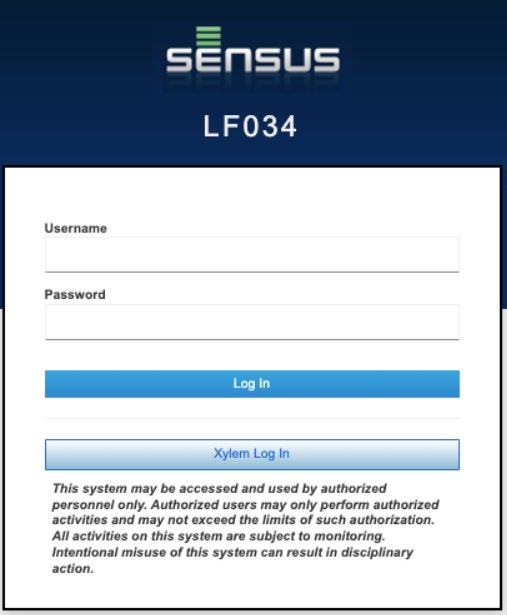 sensus
LF034
Username
Password
Log In
Xylem Log In
This system may be accessed and used by authorized
personnel only. Authorized users may only perform authorized
activities and may not exceed the limits of such authorization.
All activities on this system are subject to monitoring.
Intentional misuse of this system can result in disciplinary
action.